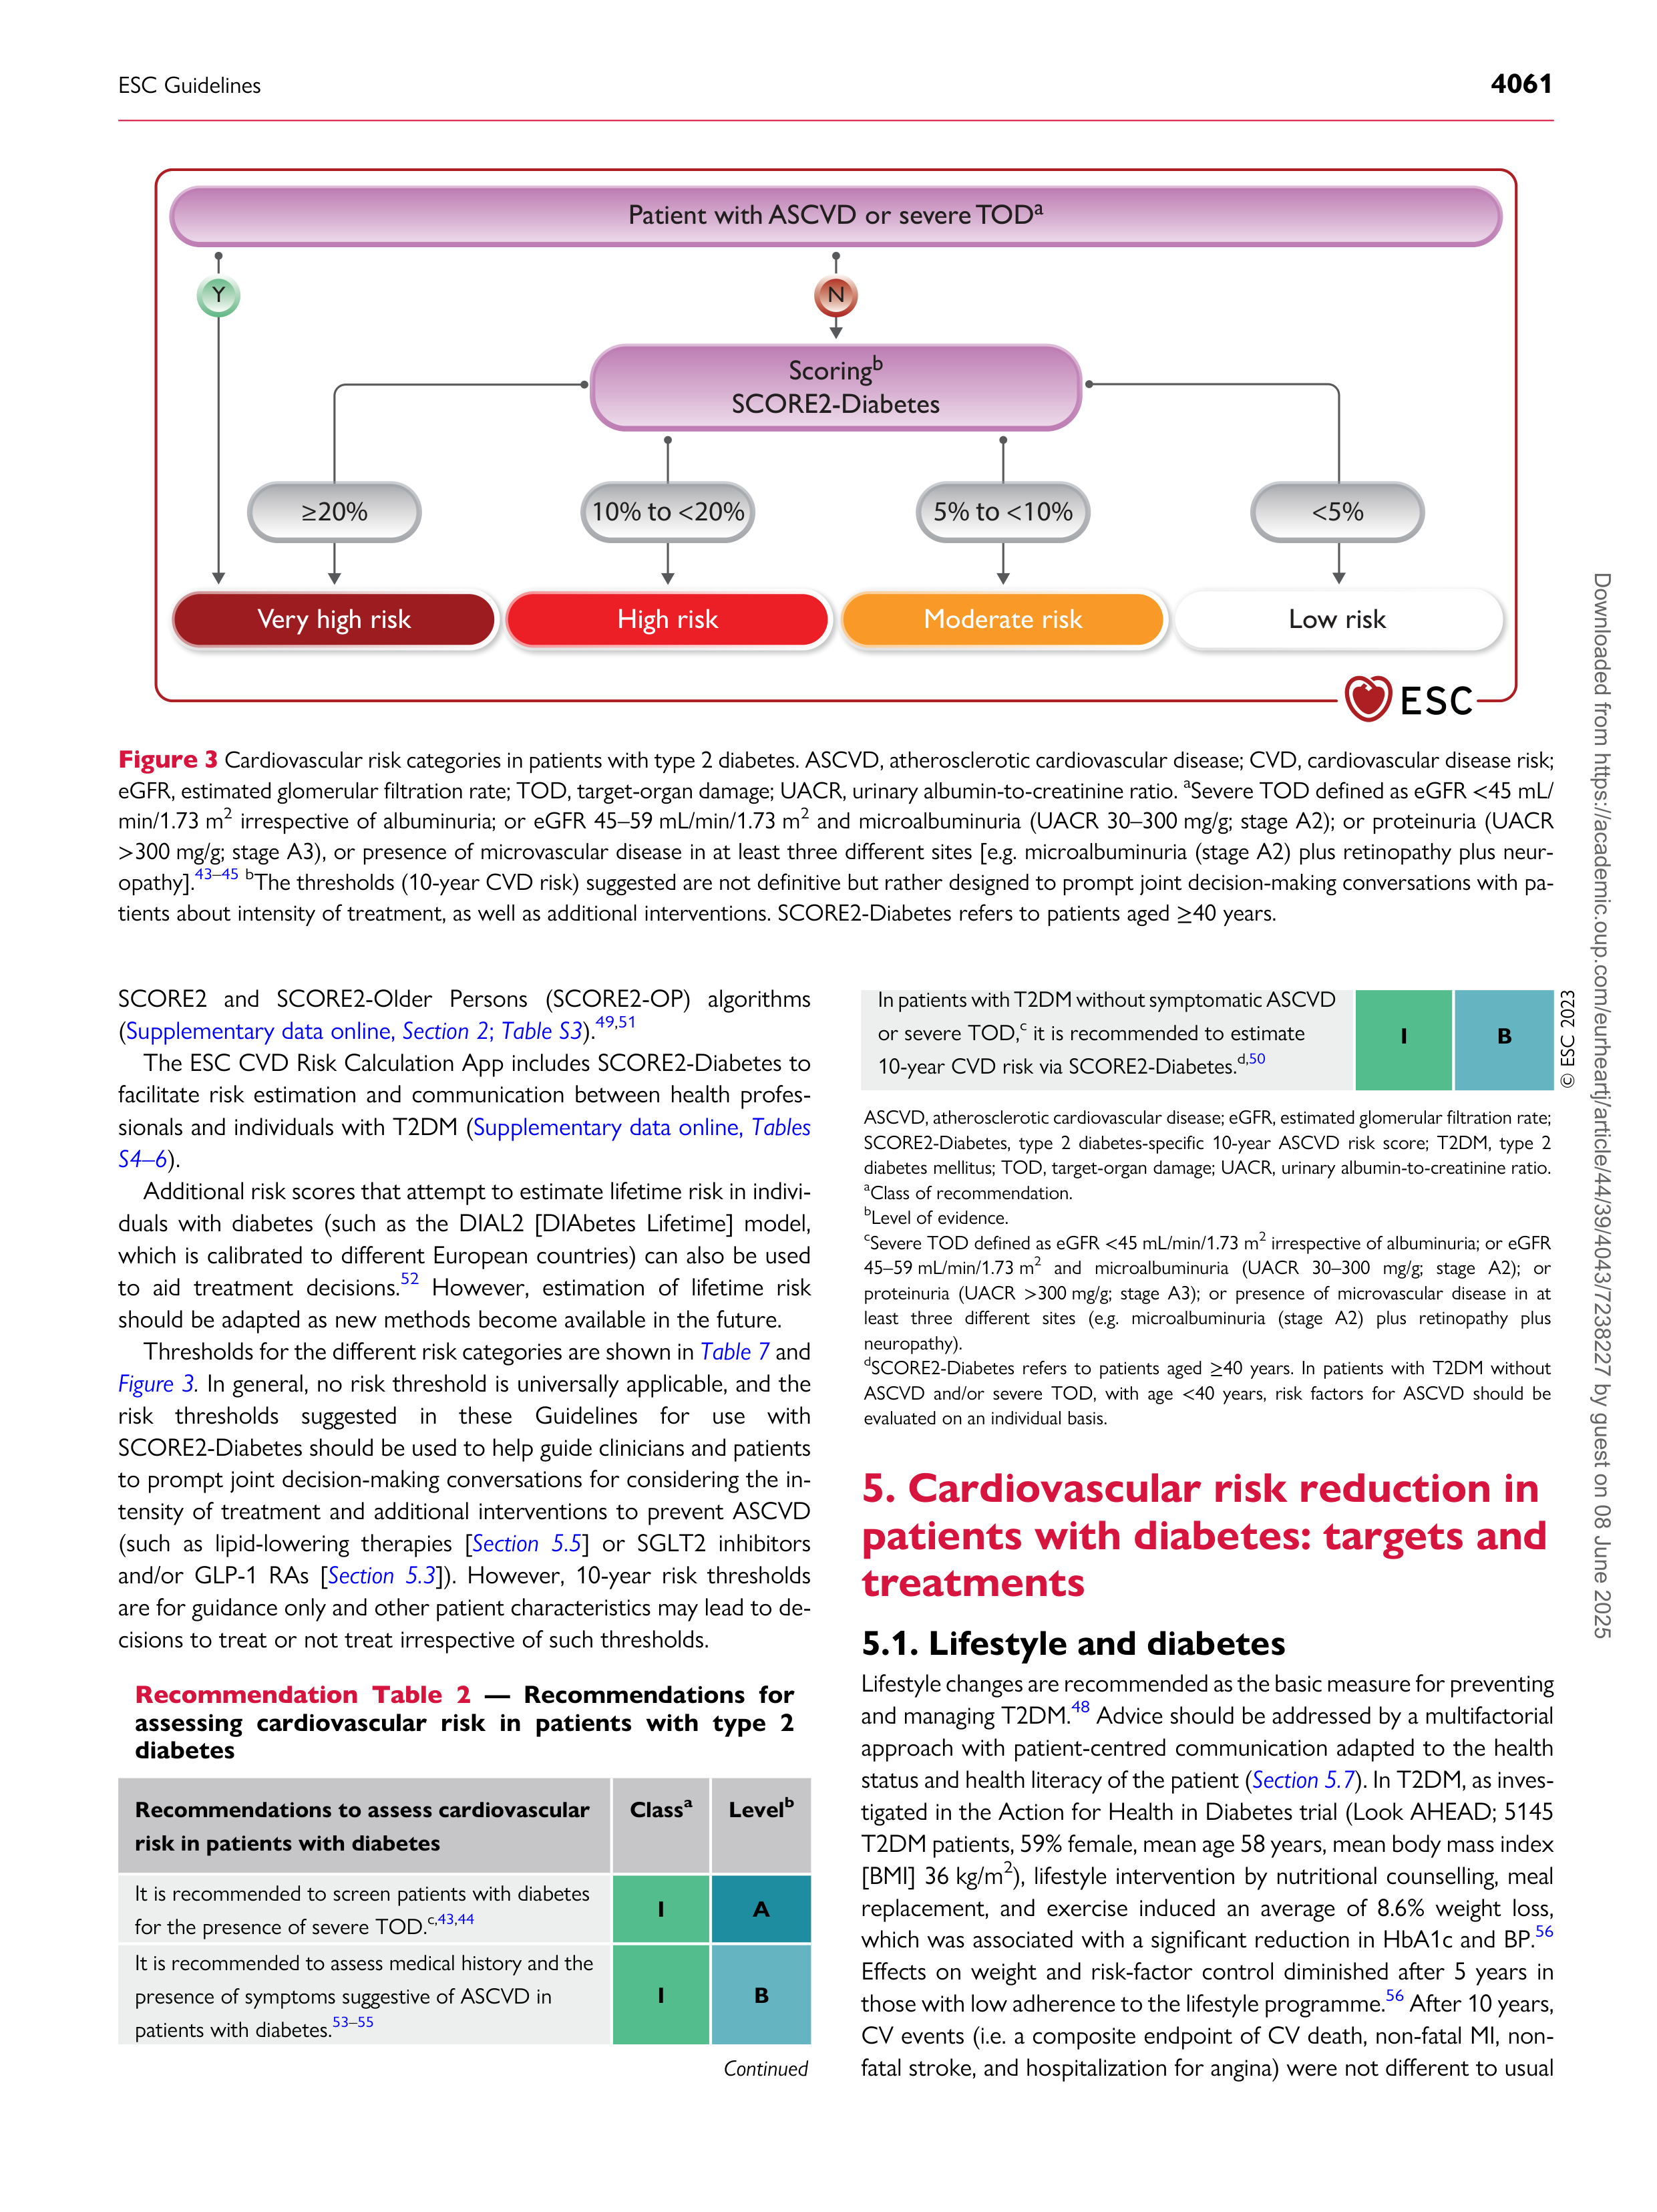 ESC Guidelines
4061
Patient with ASCVD or severe TODa
Y
N
Scoringb
SCORE2-Diabetes
≥20%
10% to <20%
5% to <10%
<5%
Very high risk
High risk
Moderate risk
Low risk
ESC
Figure 3 Cardiovascular risk categories in patients with type 2 diabetes. ASCVD, atherosclerotic cardiovascular disease; CVD, cardiovascular disease risk;
eGFR, estimated glomerular filtration rate; TOD, target-organ damage; UACR, urinary albumin-to-creatinine ratio. aSevere TOD defined as eGFR <45 mL/
min/1.73 m2 irrespective of albuminuria; or eGFR 45–59 mL/min/1.73 m2 and microalbuminuria (UACR 30–300 mg/g; stage A2); or proteinuria (UACR
>300 mg/g; stage A3), or presence of microvascular disease in at least three different sites [e.g. microalbuminuria (stage A2) plus retinopathy plus neur-
opathy].43–45 bThe thresholds (10-year CVD risk) suggested are not definitive but rather designed to prompt joint decision-making conversations with pa-
tients about intensity of treatment, as well as additional interventions. SCORE2-Diabetes refers to patients aged ≥40 years.
SCORE2 and SCORE2-Older Persons (SCORE2-OP) algorithms
(Supplementary data online, Section 2; Table S3).49,51
The ESC CVD Risk Calculation App includes SCORE2-Diabetes to
facilitate risk estimation and communication between health profes-
sionals and individuals with T2DM (Supplementary data online, Tables
S4–6).
Additional risk scores that attempt to estimate lifetime risk in indivi-
duals with diabetes (such as the DIAL2 [DIAbetes Lifetime] model,
which is calibrated to different European countries) can also be used
to aid treatment decisions.52 However, estimation of lifetime risk
should be adapted as new methods become available in the future.
Thresholds for the different risk categories are shown in Table 7 and
Figure 3. In general, no risk threshold is universally applicable, and the
risk thresholds suggested in these Guidelines for use with
SCORE2-Diabetes should be used to help guide clinicians and patients
to prompt joint decision-making conversations for considering the in-
tensity of treatment and additional interventions to prevent ASCVD
(such as lipid-lowering therapies [Section 5.5] or SGLT2 inhibitors
and/or GLP-1 RAs [Section 5.3]). However, 10-year risk thresholds
are for guidance only and other patient characteristics may lead to de-
cisions to treat or not treat irrespective of such thresholds.
Recommendation Table 2 — Recommendations for
assessing cardiovascular risk in patients with type 2
diabetes
Recommendations to assess cardiovascular
risk in patients with diabetes
Classa
Levelb
It is recommended to screen patients with diabetes
for the presence of severe TOD.c,43,44
I
A
It is recommended to assess medical history and the
presence of symptoms suggestive of ASCVD in
patients with diabetes.53–55
I
B
Continued
In patients with T2DM without symptomatic ASCVD
or severe TOD,c it is recommended to estimate
10-year CVD risk via SCORE2-Diabetes.d,50
I
B
© ESC 2023
ASCVD, atherosclerotic cardiovascular disease; eGFR, estimated glomerular filtration rate;
SCORE2-Diabetes, type 2 diabetes-specific 10-year ASCVD risk score; T2DM, type 2
diabetes mellitus; TOD, target-organ damage; UACR, urinary albumin-to-creatinine ratio.
aClass of recommendation.
bLevel of evidence.
cSevere TOD defined as eGFR <45 mL/min/1.73 m2 irrespective of albuminuria; or eGFR
45–59 mL/min/1.73 m2 and microalbuminuria (UACR 30–300 mg/g; stage A2); or
proteinuria (UACR >300 mg/g; stage A3); or presence of microvascular disease in at
least three different sites (e.g. microalbuminuria (stage A2) plus retinopathy plus
neuropathy).
dSCORE2-Diabetes refers to patients aged ≥40 years. In patients with T2DM without
ASCVD and/or severe TOD, with age <40 years, risk factors for ASCVD should be
evaluated on an individual basis.
5. Cardiovascular risk reduction in
patients with diabetes: targets and
treatments
5.1. Lifestyle and diabetes
Lifestyle changes are recommended as the basic measure for preventing
and managing T2DM.48 Advice should be addressed by a multifactorial
approach with patient-centred communication adapted to the health
status and health literacy of the patient (Section 5.7). In T2DM, as inves-
tigated in the Action for Health in Diabetes trial (Look AHEAD; 5145
T2DM patients, 59% female, mean age 58 years, mean body mass index
[BMI] 36 kg/m2), lifestyle intervention by nutritional counselling, meal
replacement, and exercise induced an average of 8.6% weight loss,
which was associated with a significant reduction in HbA1c and BP.56
Effects on weight and risk-factor control diminished after 5 years in
those with low adherence to the lifestyle programme.56 After 10 years,
CV events (i.e. a composite endpoint of CV death, non-fatal MI, non-
fatal stroke, and hospitalization for angina) were not different to usual
Downloaded from https://academic.oup.com/eurheartj/article/44/39/4043/7238227 by guest on 08 June 2025